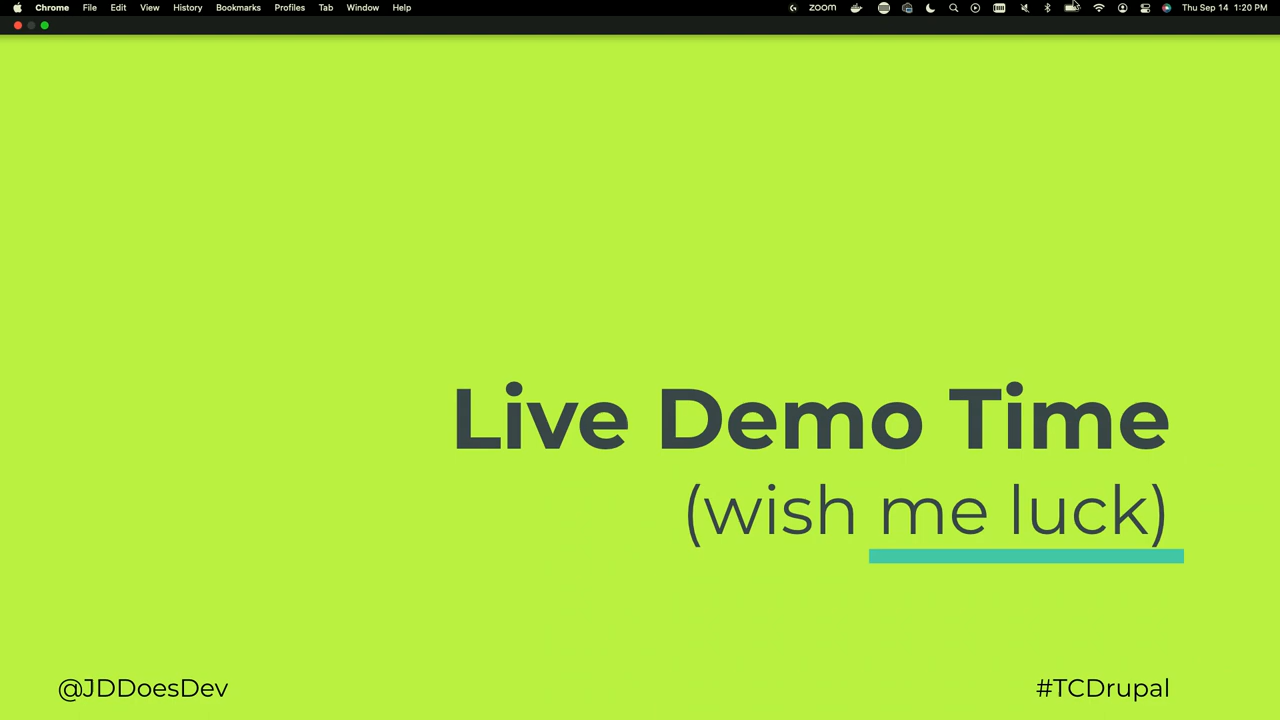 Chrome File Edit View History Bookmarks Profiles Tab Window Help zoom Thu Sep 14 1:20 PM
Live Demo Time
(wish me luck)
@JDDoesDev #TCDrupal